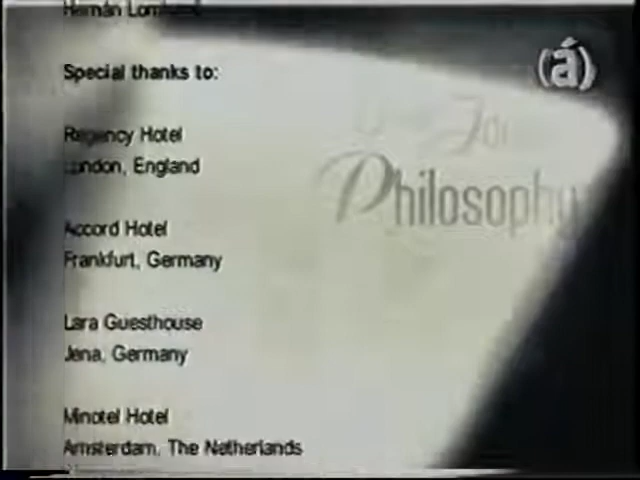 Hernán
(á)
Special thanks to:
Regency Hotel
London, England
Philosophy
Accord Hotel
Frankfurt, Germany
Lara Guesthouse
Jena, Germany
Minotel Hotel
Amsterdam, The Netherlands